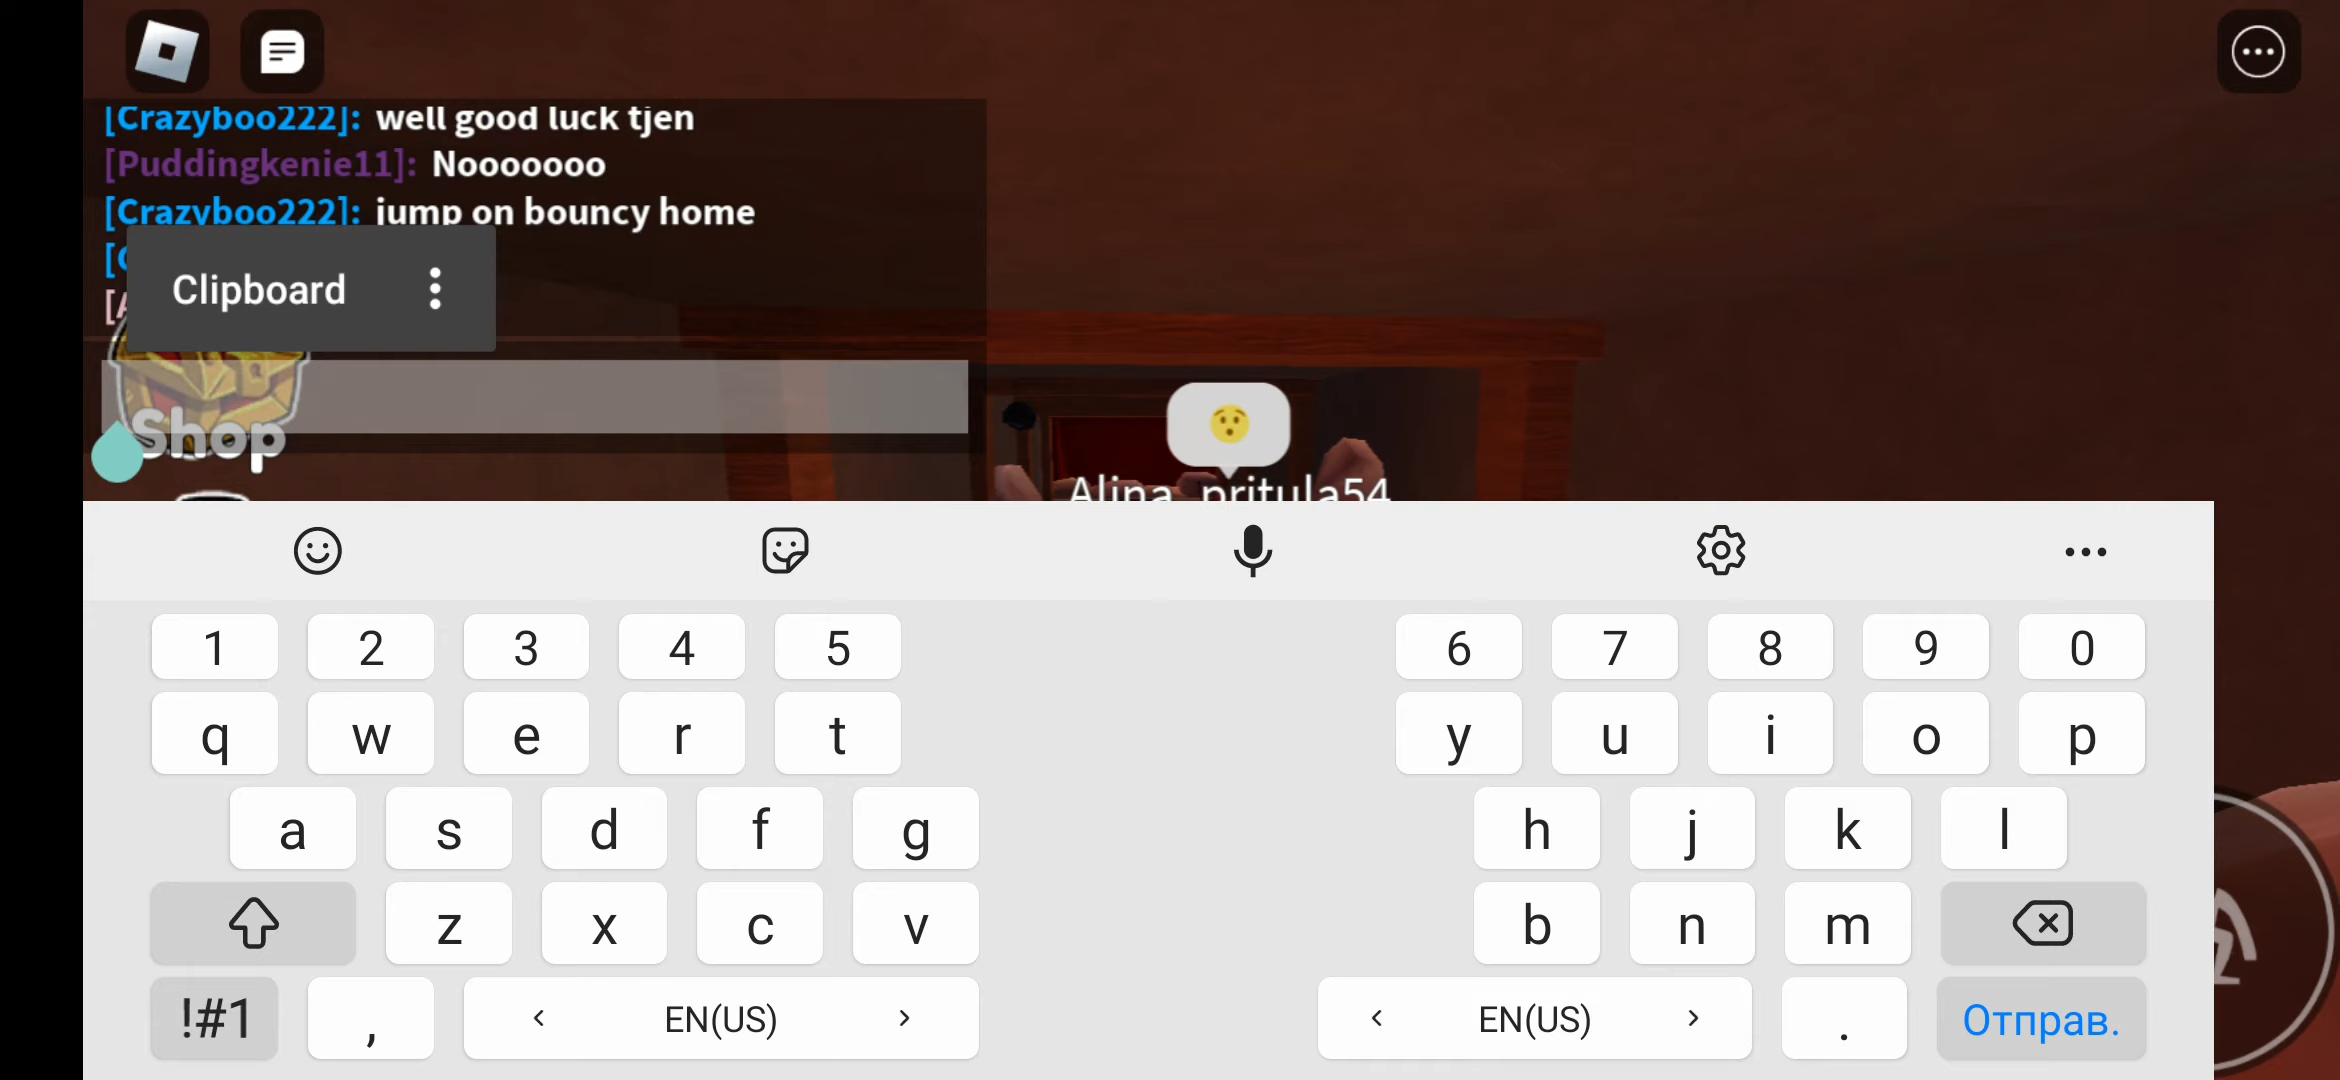 [Crazyboo222]: well good luck tjen
[Puddingkenie11]: Nooooooo
[Crazyboo222]: jump on bouncy home
Clipboard
Shop
Alina_pritula54
1 2 3 4 5 6 7 8 9 0
q w e r t y u i o p
a s d f g h j k l
z x c v b n m
!#1 , < EN(US) > < EN(US) > . Отправ.